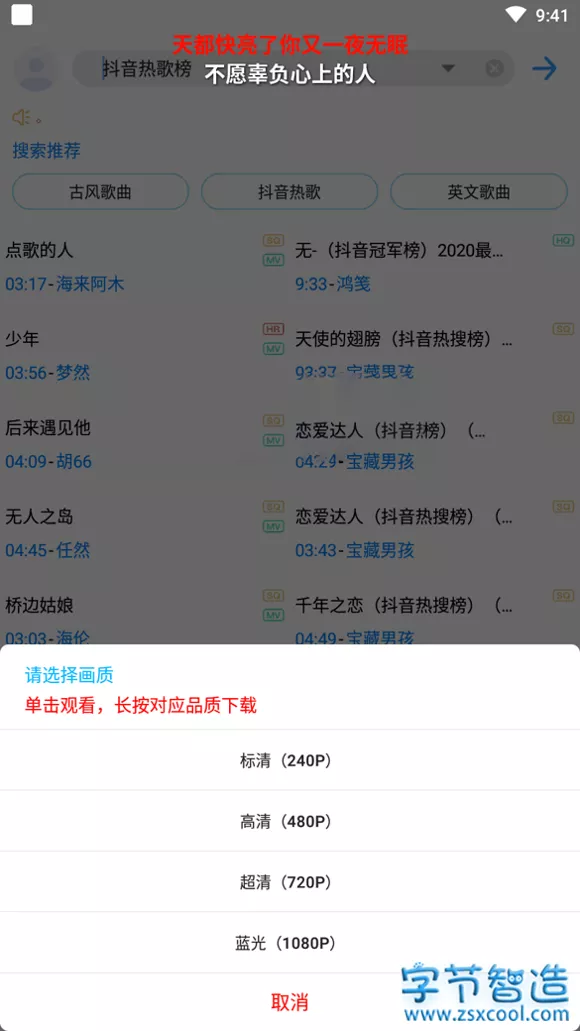 9:41
天都快亮了你又一夜无眠
抖音热歌榜
不愿辜负心上的人
搜索推荐
古风歌曲 抖音热歌 英文歌曲
点歌的人 SQ MV
03:17-海来阿木
无-（抖音冠军榜）2020最... HQ
9:33-鸿笺
少年 HR MV
03:56-梦然
天使的翅膀（抖音热搜榜）... SQ
宝藏男孩
后来遇见他 SQ MV
04:09-胡66
恋爱达人（抖音热榜）（... SQ
04:29-宝藏男孩
无人之岛 SQ MV
04:45-任然
恋爱达人（抖音热搜榜）（... SQ
03:43-宝藏男孩
桥边姑娘 SQ MV
03:03-海伦
千年之恋（抖音热搜榜）（... SQ
04:49-宝藏男孩
请选择画质
单击观看，长按对应品质下载
标清（240P）
高清（480P）
超清（720P）
蓝光（1080P）
取消
字节智造
www.zsxcool.com